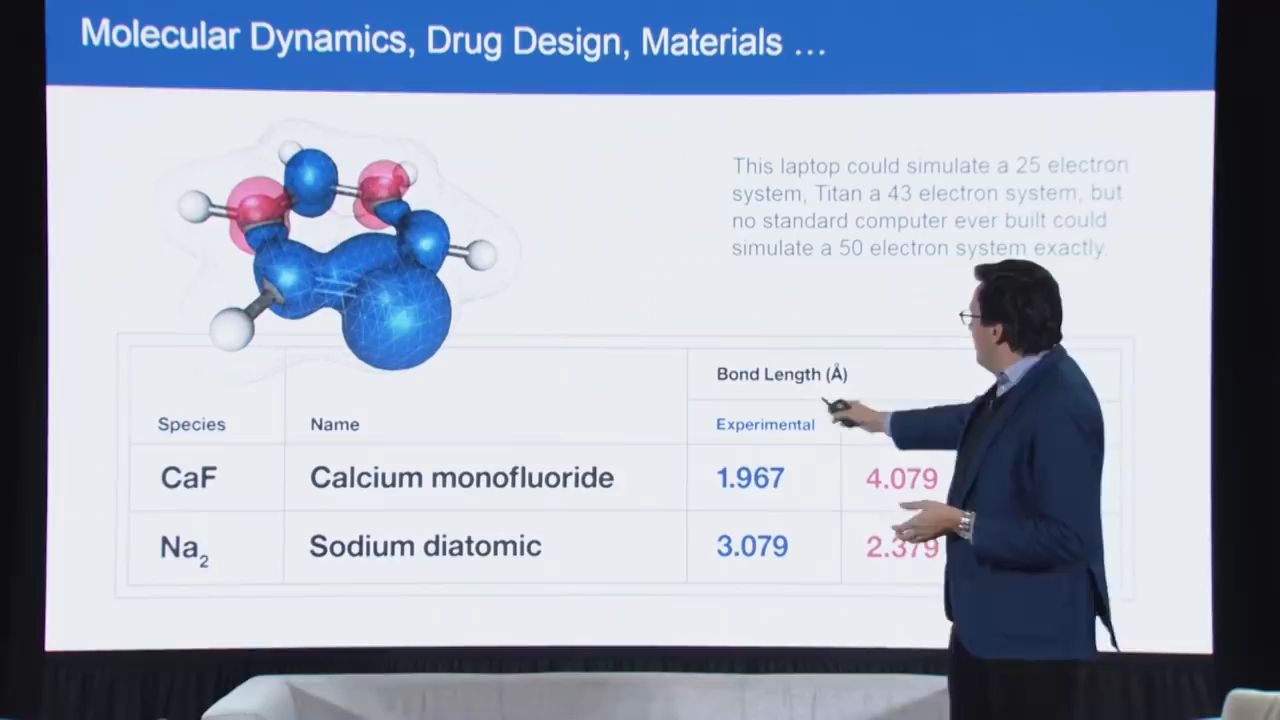 Molecular Dynamics, Drug Design, Materials ...
This laptop could simulate a 25 electron
system, Titan a 43 electron system, but
no standard computer ever built could
simulate a 50 electron system exactly.
Bond Length (Å)
Species Name Experimental
CaF Calcium monofluoride 1.967 4.079
Na₂ Sodium diatomic 3.079 2.379